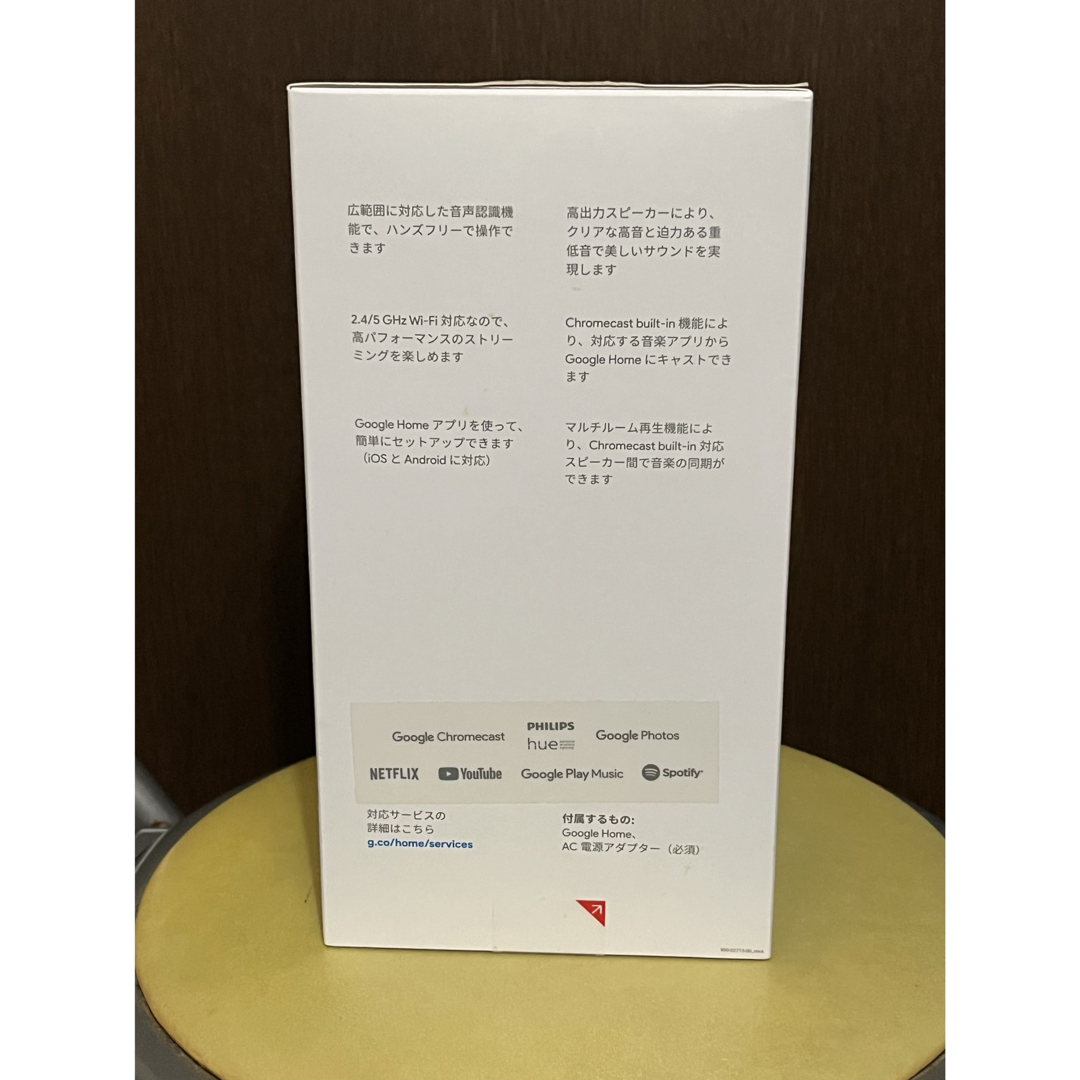 広範囲に対応した音声認識機
能で、ハンズフリーで操作で
きます
高出力スピーカーにより、
クリアな高音と迫力ある重
低音で美しいサウンドを実
現します
2.4/5 GHz Wi-Fi 対応なので、
高パフォーマンスのストリー
ミングを楽しめます
Chromecast built-in 機能によ
り、対応する音楽アプリから
Google Home にキャストでき
ます
Google Home アプリを使って、
簡単にセットアップできます
（iOS と Android に対応）
マルチルーム再生機能によ
り、Chromecast built-in 対応
スピーカー間で音楽の同期が
できます
Google Chromecast
PHILIPS
hue
Google Photos
NETFLIX
YouTube
Google Play Music
Spotify
対応サービスの
詳細はこちら
g.co/home/services
付属するもの:
Google Home、
AC 電源アダプター（必須）